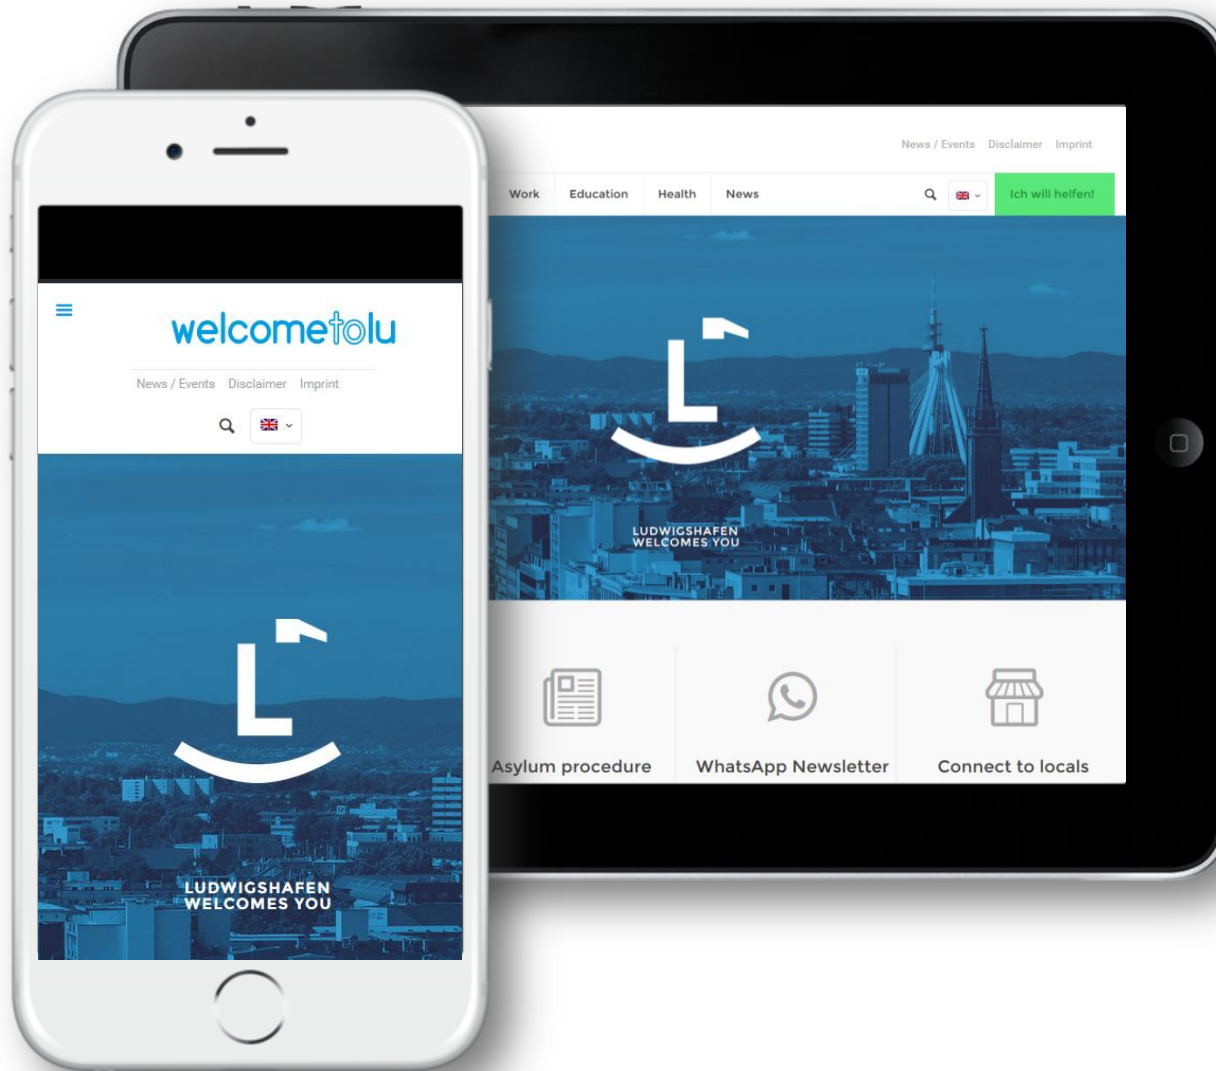 welcometolu
News / Events Disclaimer Imprint
LUDWIGSHAFEN
WELCOMES YOU
News / Events Disclaimer Imprint
Work Education Health News Ich will helfen!
LUDWIGSHAFEN
WELCOMES YOU
Asylum procedure WhatsApp Newsletter Connect to locals